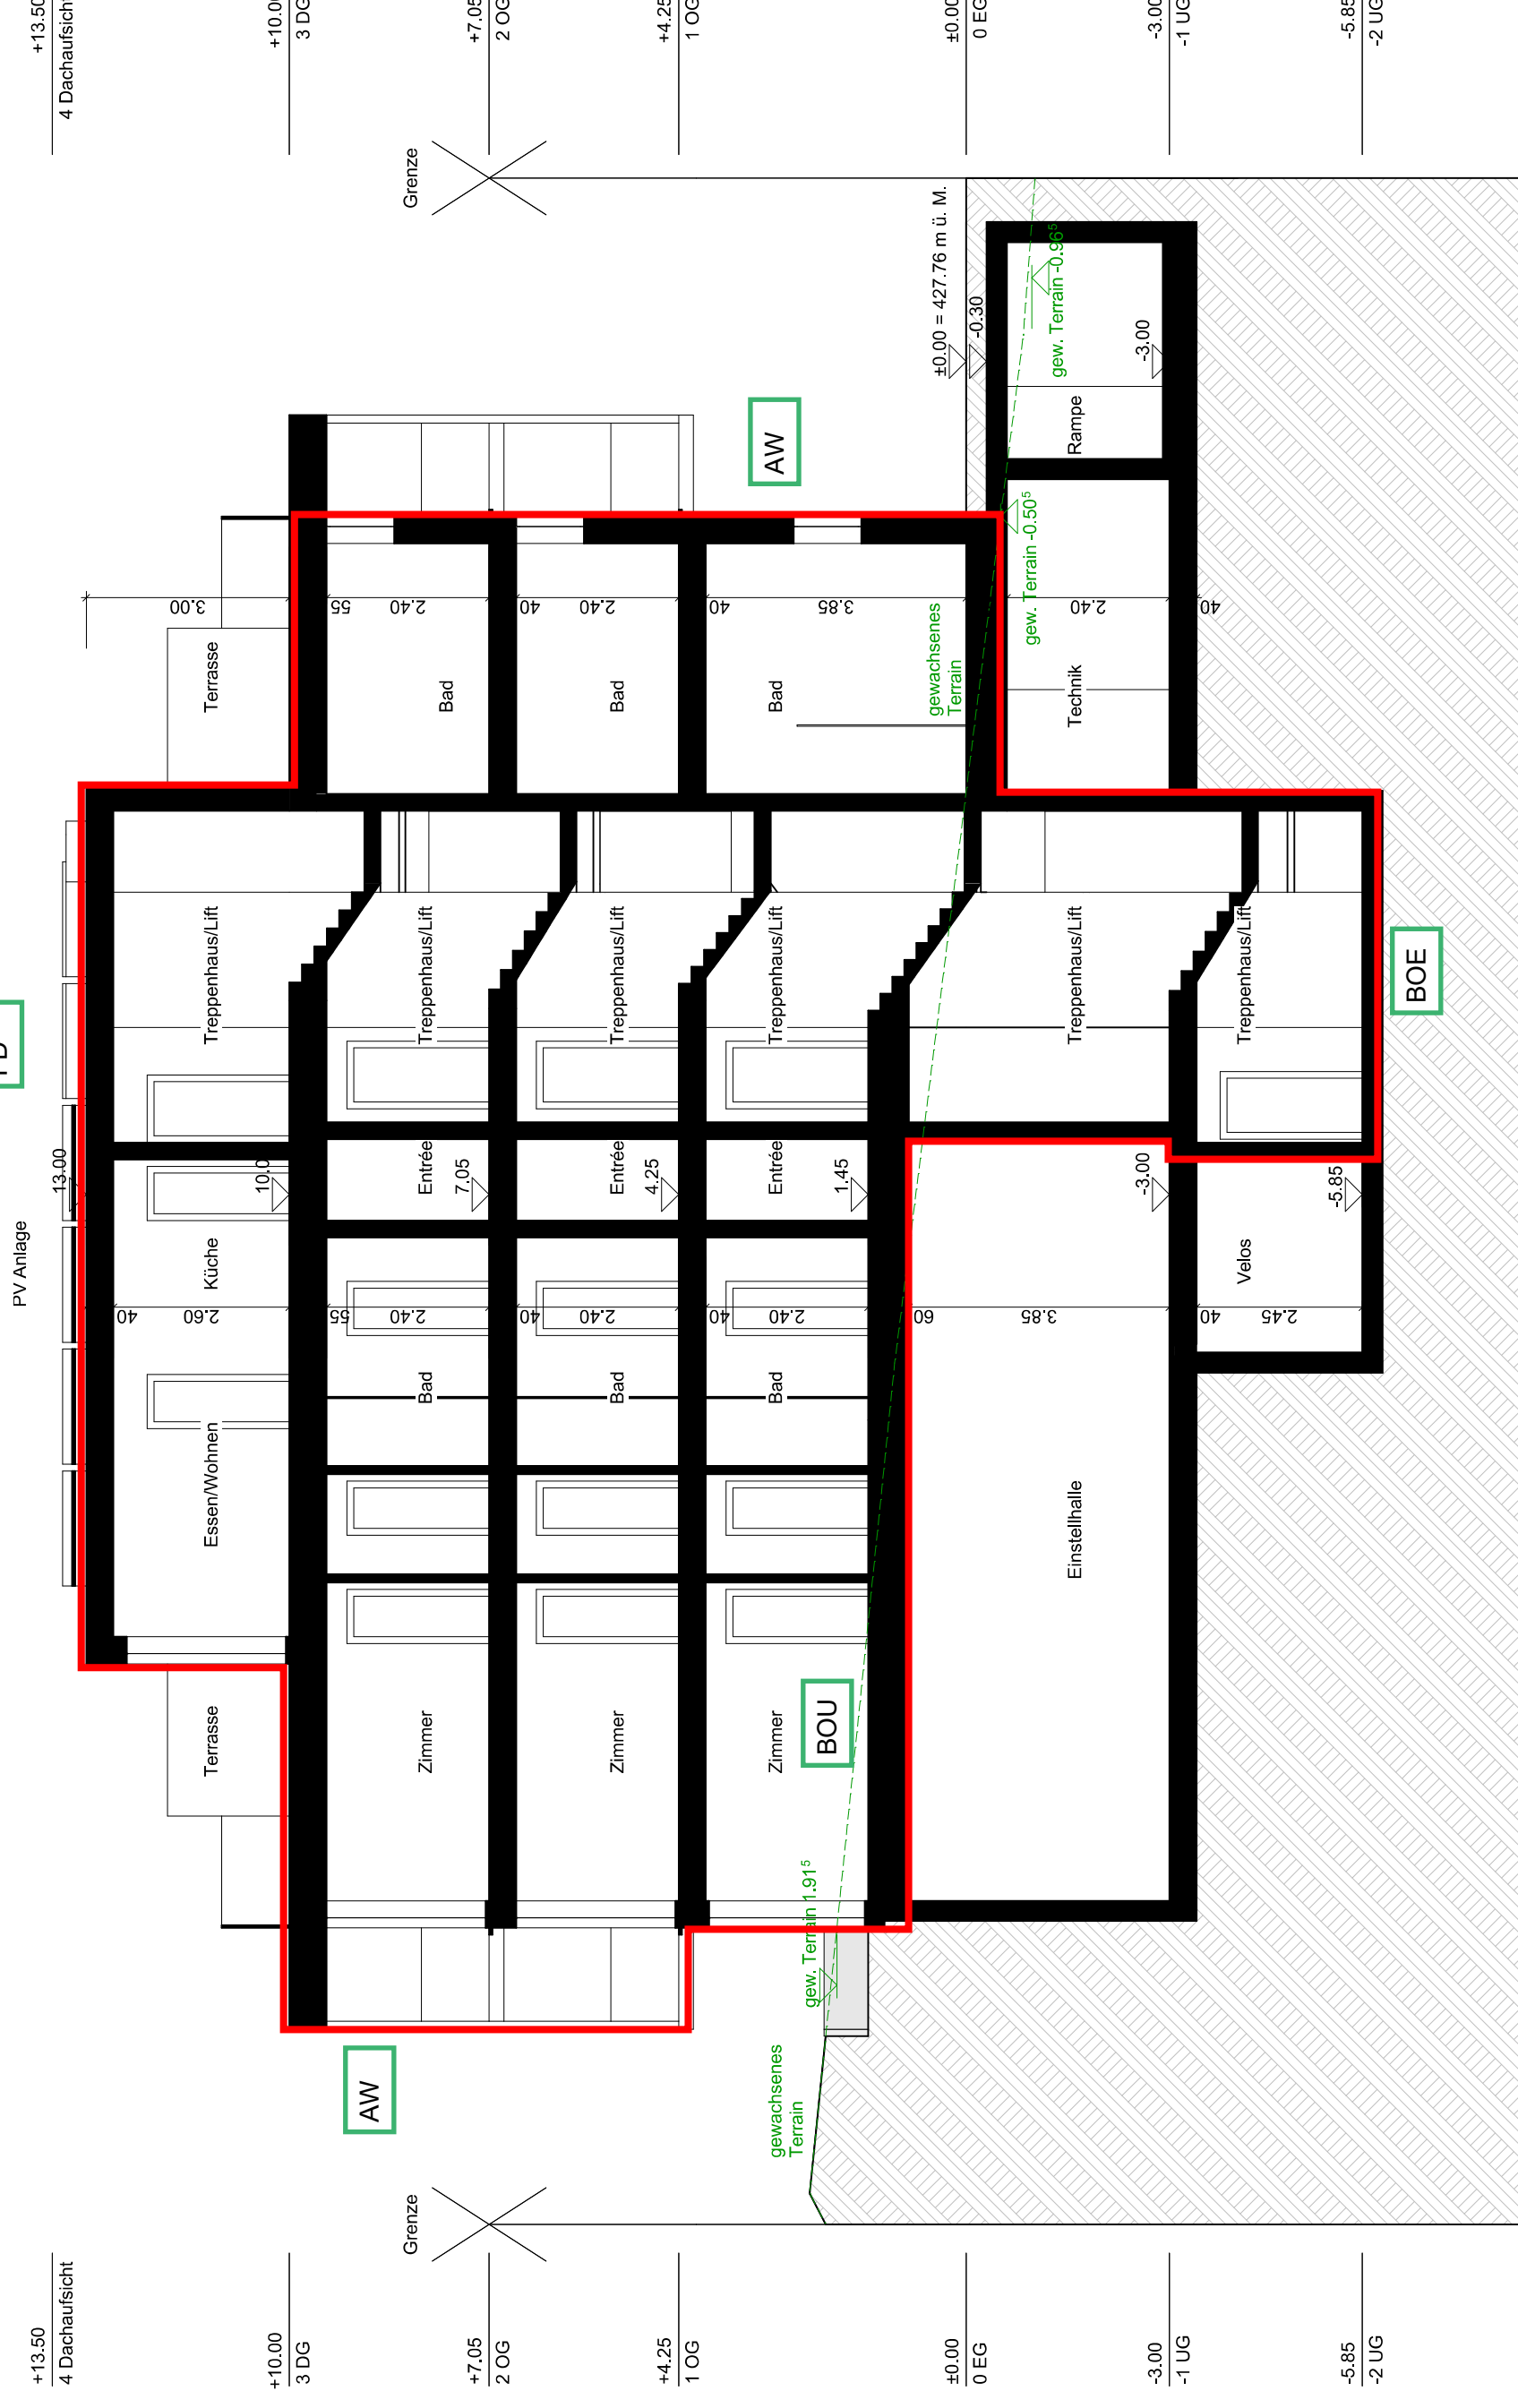 +13.50
4 Dachaufsicht
PV Anlage
+13.50
4 Dachaufsicht
13.00
+10.00
3 DG
Terrasse
Essen/Wohnen
Küche
Treppenhaus/Lift
Terrasse
40
2.60
10.0
3.00
+10.00
3 DG
AW
Grenze
Zimmer
Bad
Entrée
Treppenhaus/Lift
Bad
Grenze
55
2.40
7.05
55
2.40
+7.05
2 OG
+7.05
2 OG
Zimmer
Bad
Entrée
Treppenhaus/Lift
Bad
40
2.40
4.25
40
2.40
+4.25
1 OG
+4.25
1 OG
gewachsenes
Terrain
gew. Terrain 1.91⁵
Zimmer
BOU
Bad
Entrée
Treppenhaus/Lift
Bad
AW
40
2.40
1.45
40
3.85
gewachsenes
Terrain
±0.00 = 427.76 m ü. M.
-0.30
±0.00
0 EG
±0.00
0 EG
60
3.85
gew. Terrain -0.50⁵
gew. Terrain -0.96⁵
Einstellhalle
Treppenhaus/Lift
Technik
Rampe
2.40
-3.00
-3.00
-3.00
-1 UG
-3.00
-1 UG
40
2.45
40
Velos
Treppenhaus/Lift
-5.85
-5.85
-2 UG
-5.85
-2 UG
BOE